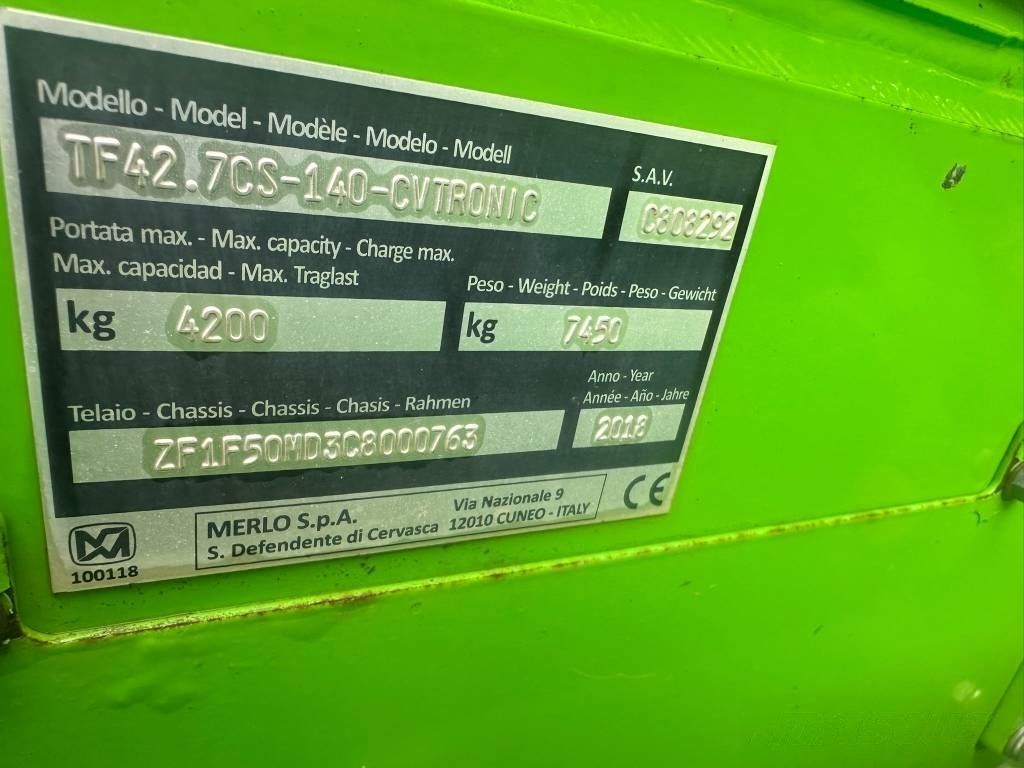 Modello - Model - Modèle - Modelo - Modell
TF42.7CS-140-CVTRONIC
S.A.V.
C808292
Portata max. - Max. capacity - Charge max.
Max. capacidad - Max. Traglast
kg 4200
Peso - Weight - Poids - Peso - Gewicht
kg 7450
Telaio - Chassis - Chassis - Chasis - Rahmen
ZF1F50MD3C8000763
Anno - Year
Année - Año - Jahre
2018
100118
MERLO S.p.A.
S. Defendente di Cervasca
Via Nazionale 9
12010 CUNEO - ITALY
CE